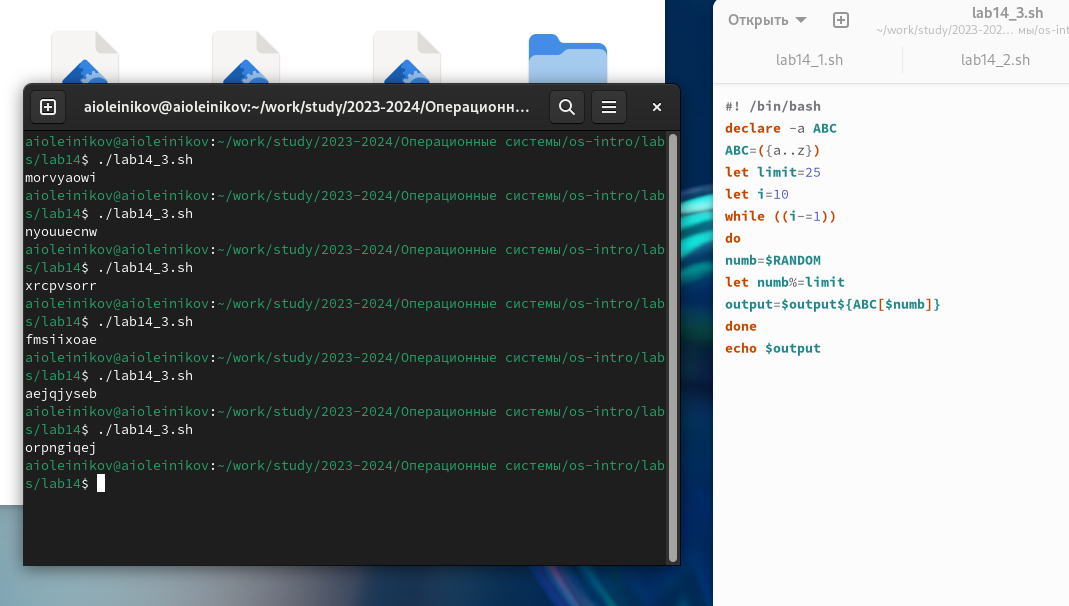 aioleinikov@aioleinikov:~/work/study/2023-2024/Операционн...
aioleinikov@aioleinikov:~/work/study/2023-2024/Операционные системы/os-intro/lab
s/lab14$ ./lab14_3.sh
morvyaowi
aioleinikov@aioleinikov:~/work/study/2023-2024/Операционные системы/os-intro/lab
s/lab14$ ./lab14_3.sh
nyouuecnw
aioleinikov@aioleinikov:~/work/study/2023-2024/Операционные системы/os-intro/lab
s/lab14$ ./lab14_3.sh
xrcpvsorr
aioleinikov@aioleinikov:~/work/study/2023-2024/Операционные системы/os-intro/lab
s/lab14$ ./lab14_3.sh
fmsiixoae
aioleinikov@aioleinikov:~/work/study/2023-2024/Операционные системы/os-intro/lab
s/lab14$ ./lab14_3.sh
aejqjyseb
aioleinikov@aioleinikov:~/work/study/2023-2024/Операционные системы/os-intro/lab
s/lab14$ ./lab14_3.sh
orpngiqej
aioleinikov@aioleinikov:~/work/study/2023-2024/Операционные системы/os-intro/lab
s/lab14$
Открыть
lab14_3.sh
~/work/study/2023-202... мы/os-int
lab14_1.sh
lab14_2.sh
#! /bin/bash
declare -a ABC
ABC=({a..z})
let limit=25
let i=10
while ((i-=1))
do
numb=$RANDOM
let numb%=limit
output=$output${ABC[$numb]}
done
echo $output